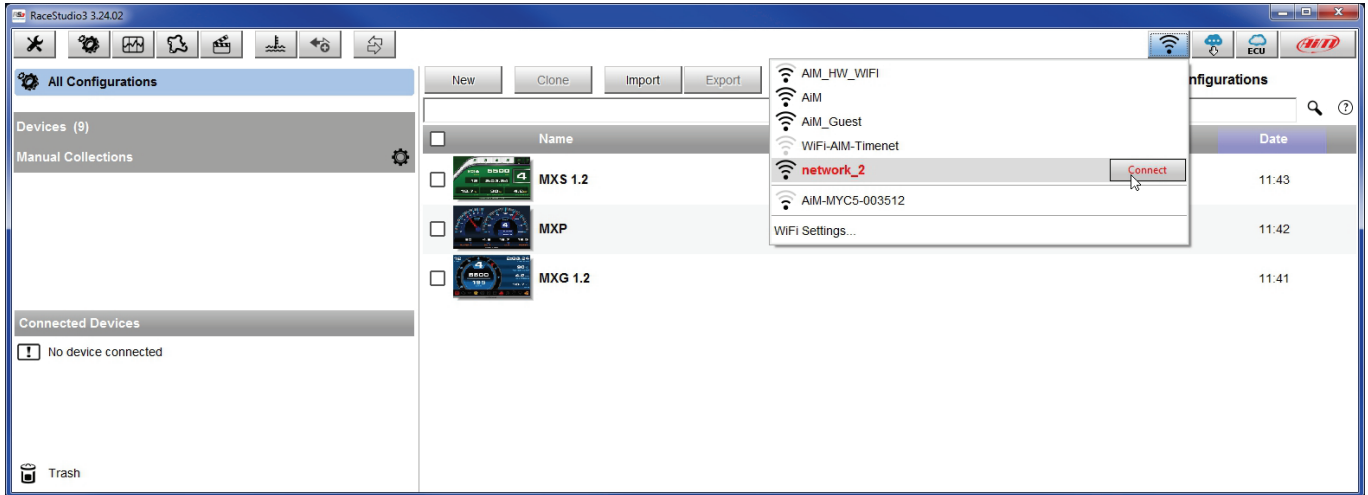 RaceStudio3 3.24.02
ECU
AiM
All Configurations
New Clone Import Export
nfigurations
AIM_HW_WIFI
AiM
AiM_Guest
WiFi-AIM-Timenet
network_2 Connect
AiM-MYC5-003512
WiFi Settings...
Devices (9)
Manual Collections
Name Date
MXS 1.2 11:43
MXP 11:42
MXG 1.2 11:41
Connected Devices
No device connected
Trash